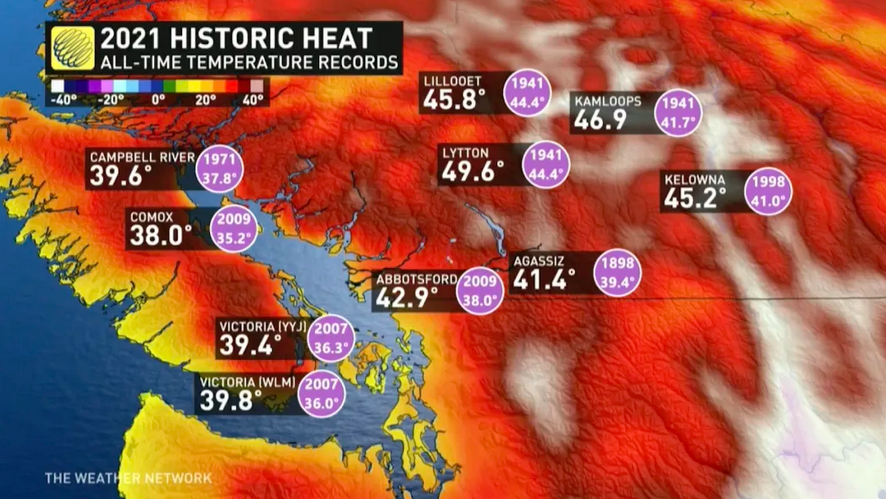 2021 HISTORIC HEAT
ALL-TIME TEMPERATURE RECORDS
-40° -20° 0° 20° 40°
LILLOOET
45.8°
1941
44.4°
KAMLOOPS
46.9
1941
41.7°
CAMPBELL RIVER
39.6°
1971
37.8°
LYTTON
49.6°
1941
44.4°
KELOWNA
45.2°
1998
41.0°
COMOX
38.0°
2009
35.2°
ABBOTSFORD
42.9°
2009
38.0°
AGASSIZ
41.4°
1898
39.4°
VICTORIA (YYJ)
39.4°
2007
36.3°
VICTORIA (WLM)
39.8°
2007
36.0°
THE WEATHER NETWORK